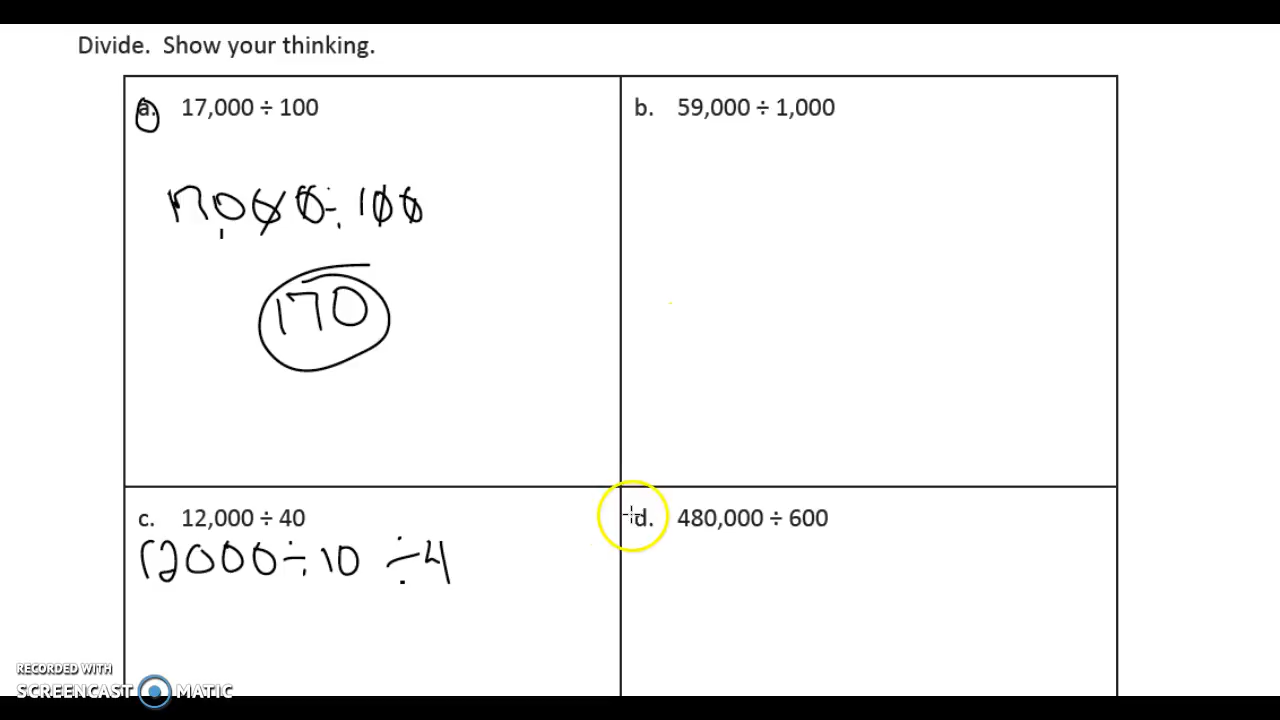 Divide. Show your thinking.
a. 17,000 ÷ 100
17,000 ÷ 100
170
b. 59,000 ÷ 1,000
c. 12,000 ÷ 40
12000 ÷ 10 ÷ 4
d. 480,000 ÷ 600
RECORDED WITH
SCREENCAST MATIC